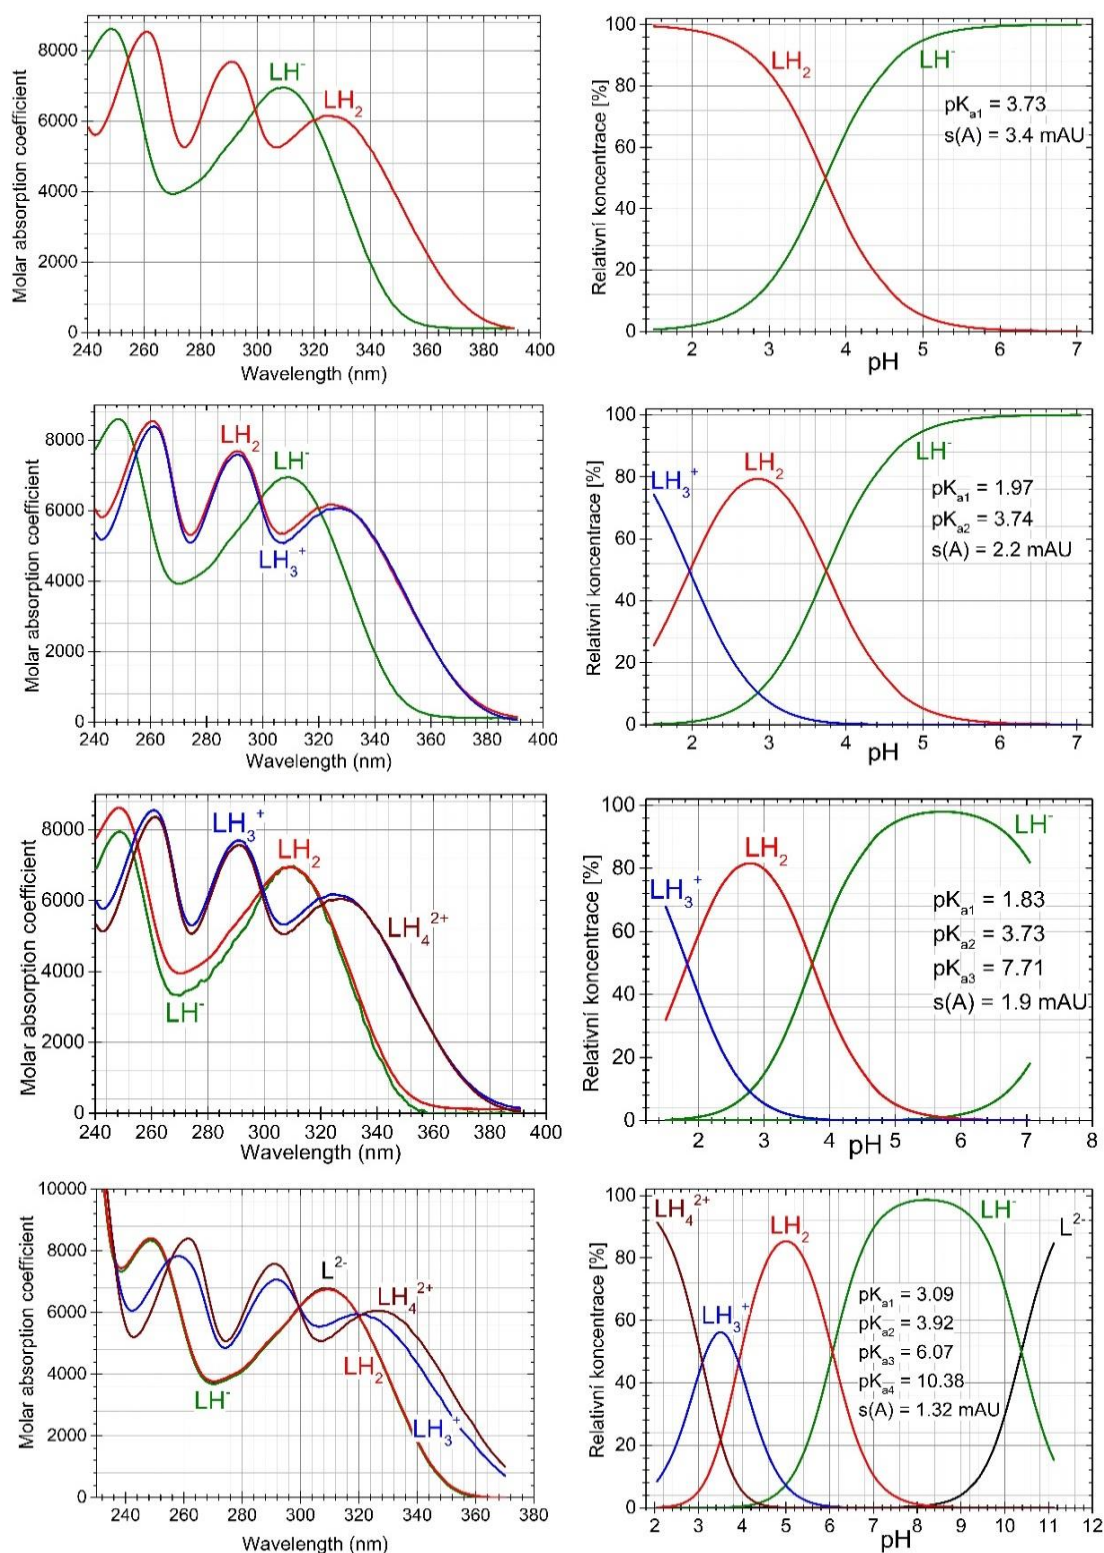 Molar absorption coefficient
8000
6000
4000
2000
0
LH-
LH2
240 260 280 300 320 340 360 380 400
Wavelength (nm)
Relativní koncentrace [%]
100
80
60
40
20
0
LH2
LH-
pKa1 = 3.73
s(A) = 3.4 mAU
2 3 4 5 6 7
pH
Molar absorption coefficient
8000
6000
4000
2000
0
LH2
LH-
LH3+
240 260 280 300 320 340 360 380 400
Wavelength (nm)
Relativní koncentrace [%]
100
80
60
40
20
0
LH3+
LH2
LH-
pKa1 = 1.97
pKa2 = 3.74
s(A) = 2.2 mAU
2 3 4 5 6 7
pH
Molar absorption coefficient
8000
6000
4000
2000
0
LH3+
LH2
LH42+
LH-
240 260 280 300 320 340 360 380 400
Wavelength (nm)
Relativní koncentrace [%]
100
80
60
40
20
0
LH3+
LH2
LH-
pKa1 = 1.83
pKa2 = 3.73
pKa3 = 7.71
s(A) = 1.9 mAU
2 3 4 5 6 7 8
pH
Molar absorption coefficient
10000
8000
6000
4000
2000
0
L2-
LH42+
LH2
LH-
LH3+
240 260 280 300 320 340 360 380
Wavelength (nm)
Relativní koncentrace [%]
100
80
60
40
20
0
LH42+
LH3+
LH2
LH-
L2-
pKa1 = 3.09
pKa2 = 3.92
pKa3 = 6.07
pKa4 = 10.38
s(A) = 1.32 mAU
2 3 4 5 6 7 8 9 10 11 12
pH